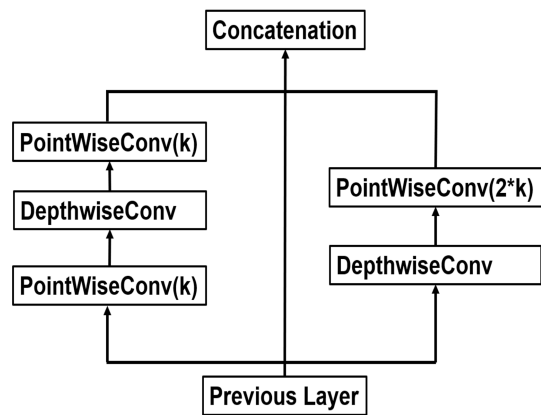 Concatenation
PointWiseConv(k)
DepthwiseConv
PointWiseConv(k)
PointWiseConv(2*k)
DepthwiseConv
Previous Layer